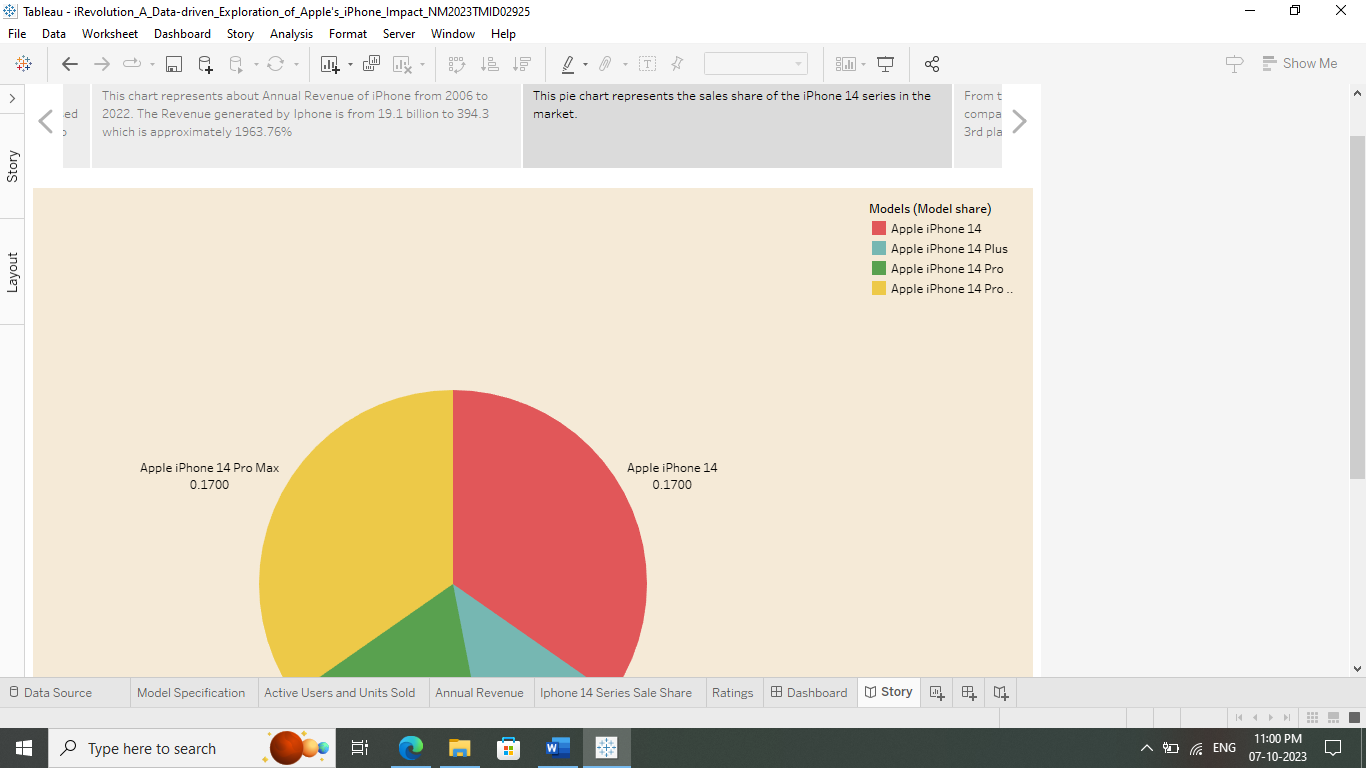 Tableau - iRevolution_A_Data-driven_Exploration_of_Apple's_iPhone_Impact_NM2023TMID02925
File Data Worksheet Dashboard Story Analysis Format Server Window Help
Show Me
Story
Layout
ed
This chart represents about Annual Revenue of iPhone from 2006 to
2022. The Revenue generated by Iphone is from 19.1 billion to 394.3
which is approximately 1963.76%
This pie chart represents the sales share of the iPhone 14 series in the
market.
From t
compa
3rd pla
Models (Model share)
Apple iPhone 14
Apple iPhone 14 Plus
Apple iPhone 14 Pro
Apple iPhone 14 Pro ..
Apple iPhone 14 Pro Max
0.1700
Apple iPhone 14
0.1700
Data Source Model Specification Active Users and Units Sold Annual Revenue Iphone 14 Series Sale Share Ratings Dashboard Story
Type here to search
ENG
11:00 PM
07-10-2023